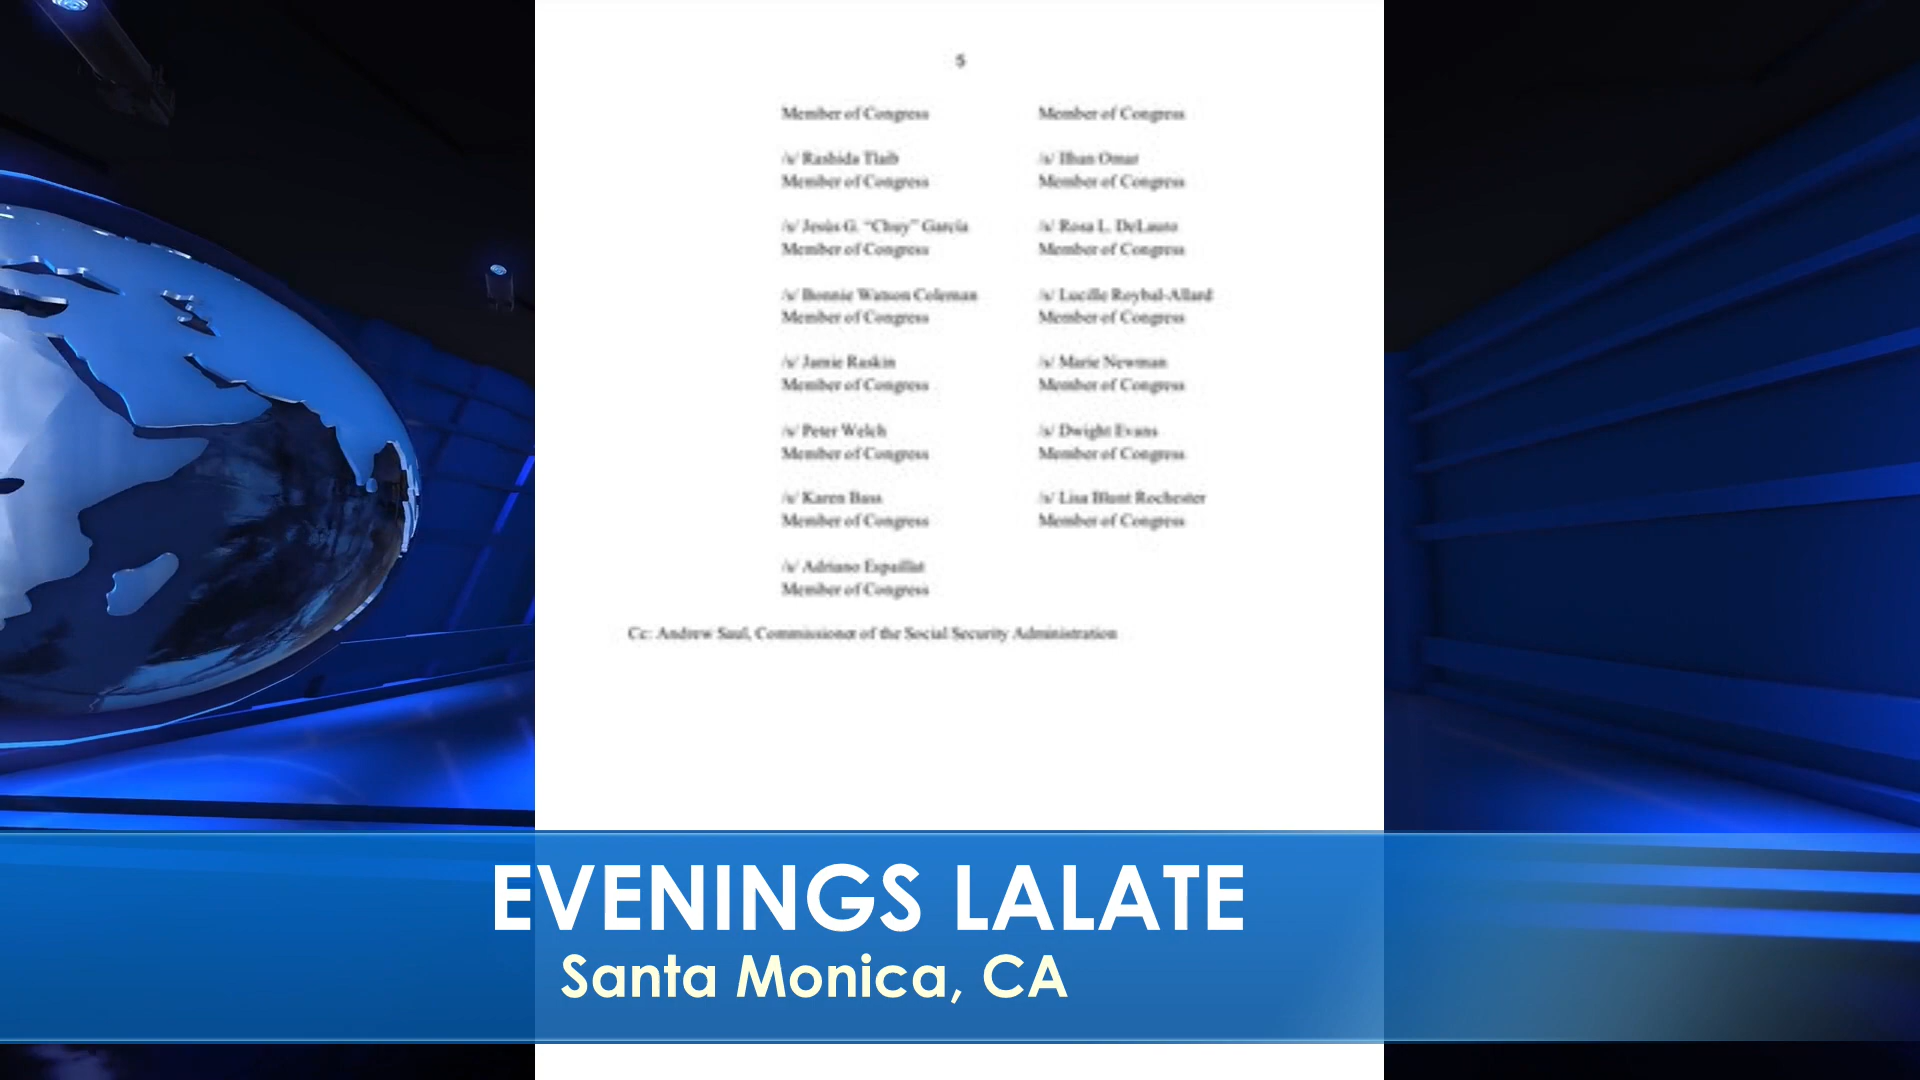 5
Member of Congress Member of Congress
/s/ Rashida Tlaib /s/ Ilhan Omar
Member of Congress Member of Congress
/s/ Jesús G. “Chuy” García /s/ Rosa L. DeLauro
Member of Congress Member of Congress
/s/ Bonnie Watson Coleman /s/ Lucille Roybal-Allard
Member of Congress Member of Congress
/s/ Jamie Raskin /s/ Marie Newman
Member of Congress Member of Congress
/s/ Peter Welch /s/ Dwight Evans
Member of Congress Member of Congress
/s/ Karen Bass /s/ Lisa Blunt Rochester
Member of Congress Member of Congress
/s/ Adriano Espaillat
Member of Congress
Cc: Andrew Saul, Commissioner of the Social Security Administration
EVENINGS LALATE
Santa Monica, CA